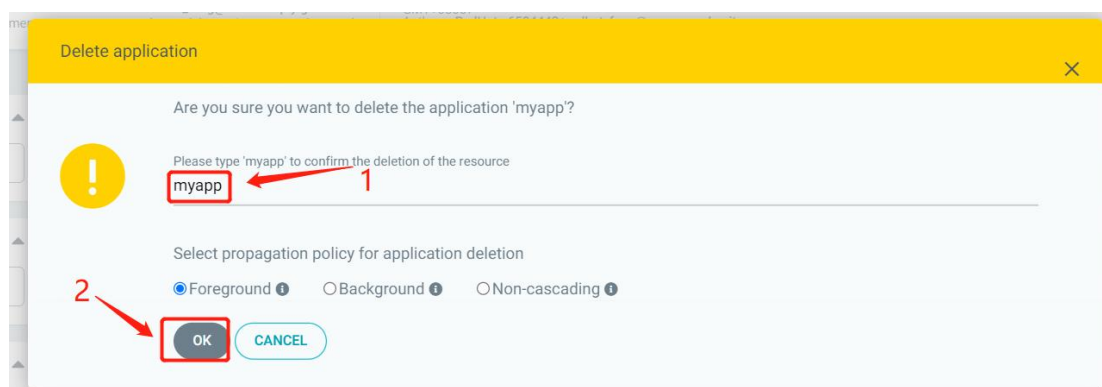 Delete application
Are you sure you want to delete the application 'myapp'?
Please type 'myapp' to confirm the deletion of the resource
myapp
1
Select propagation policy for application deletion
Foreground Background Non-cascading
2
OK CANCEL